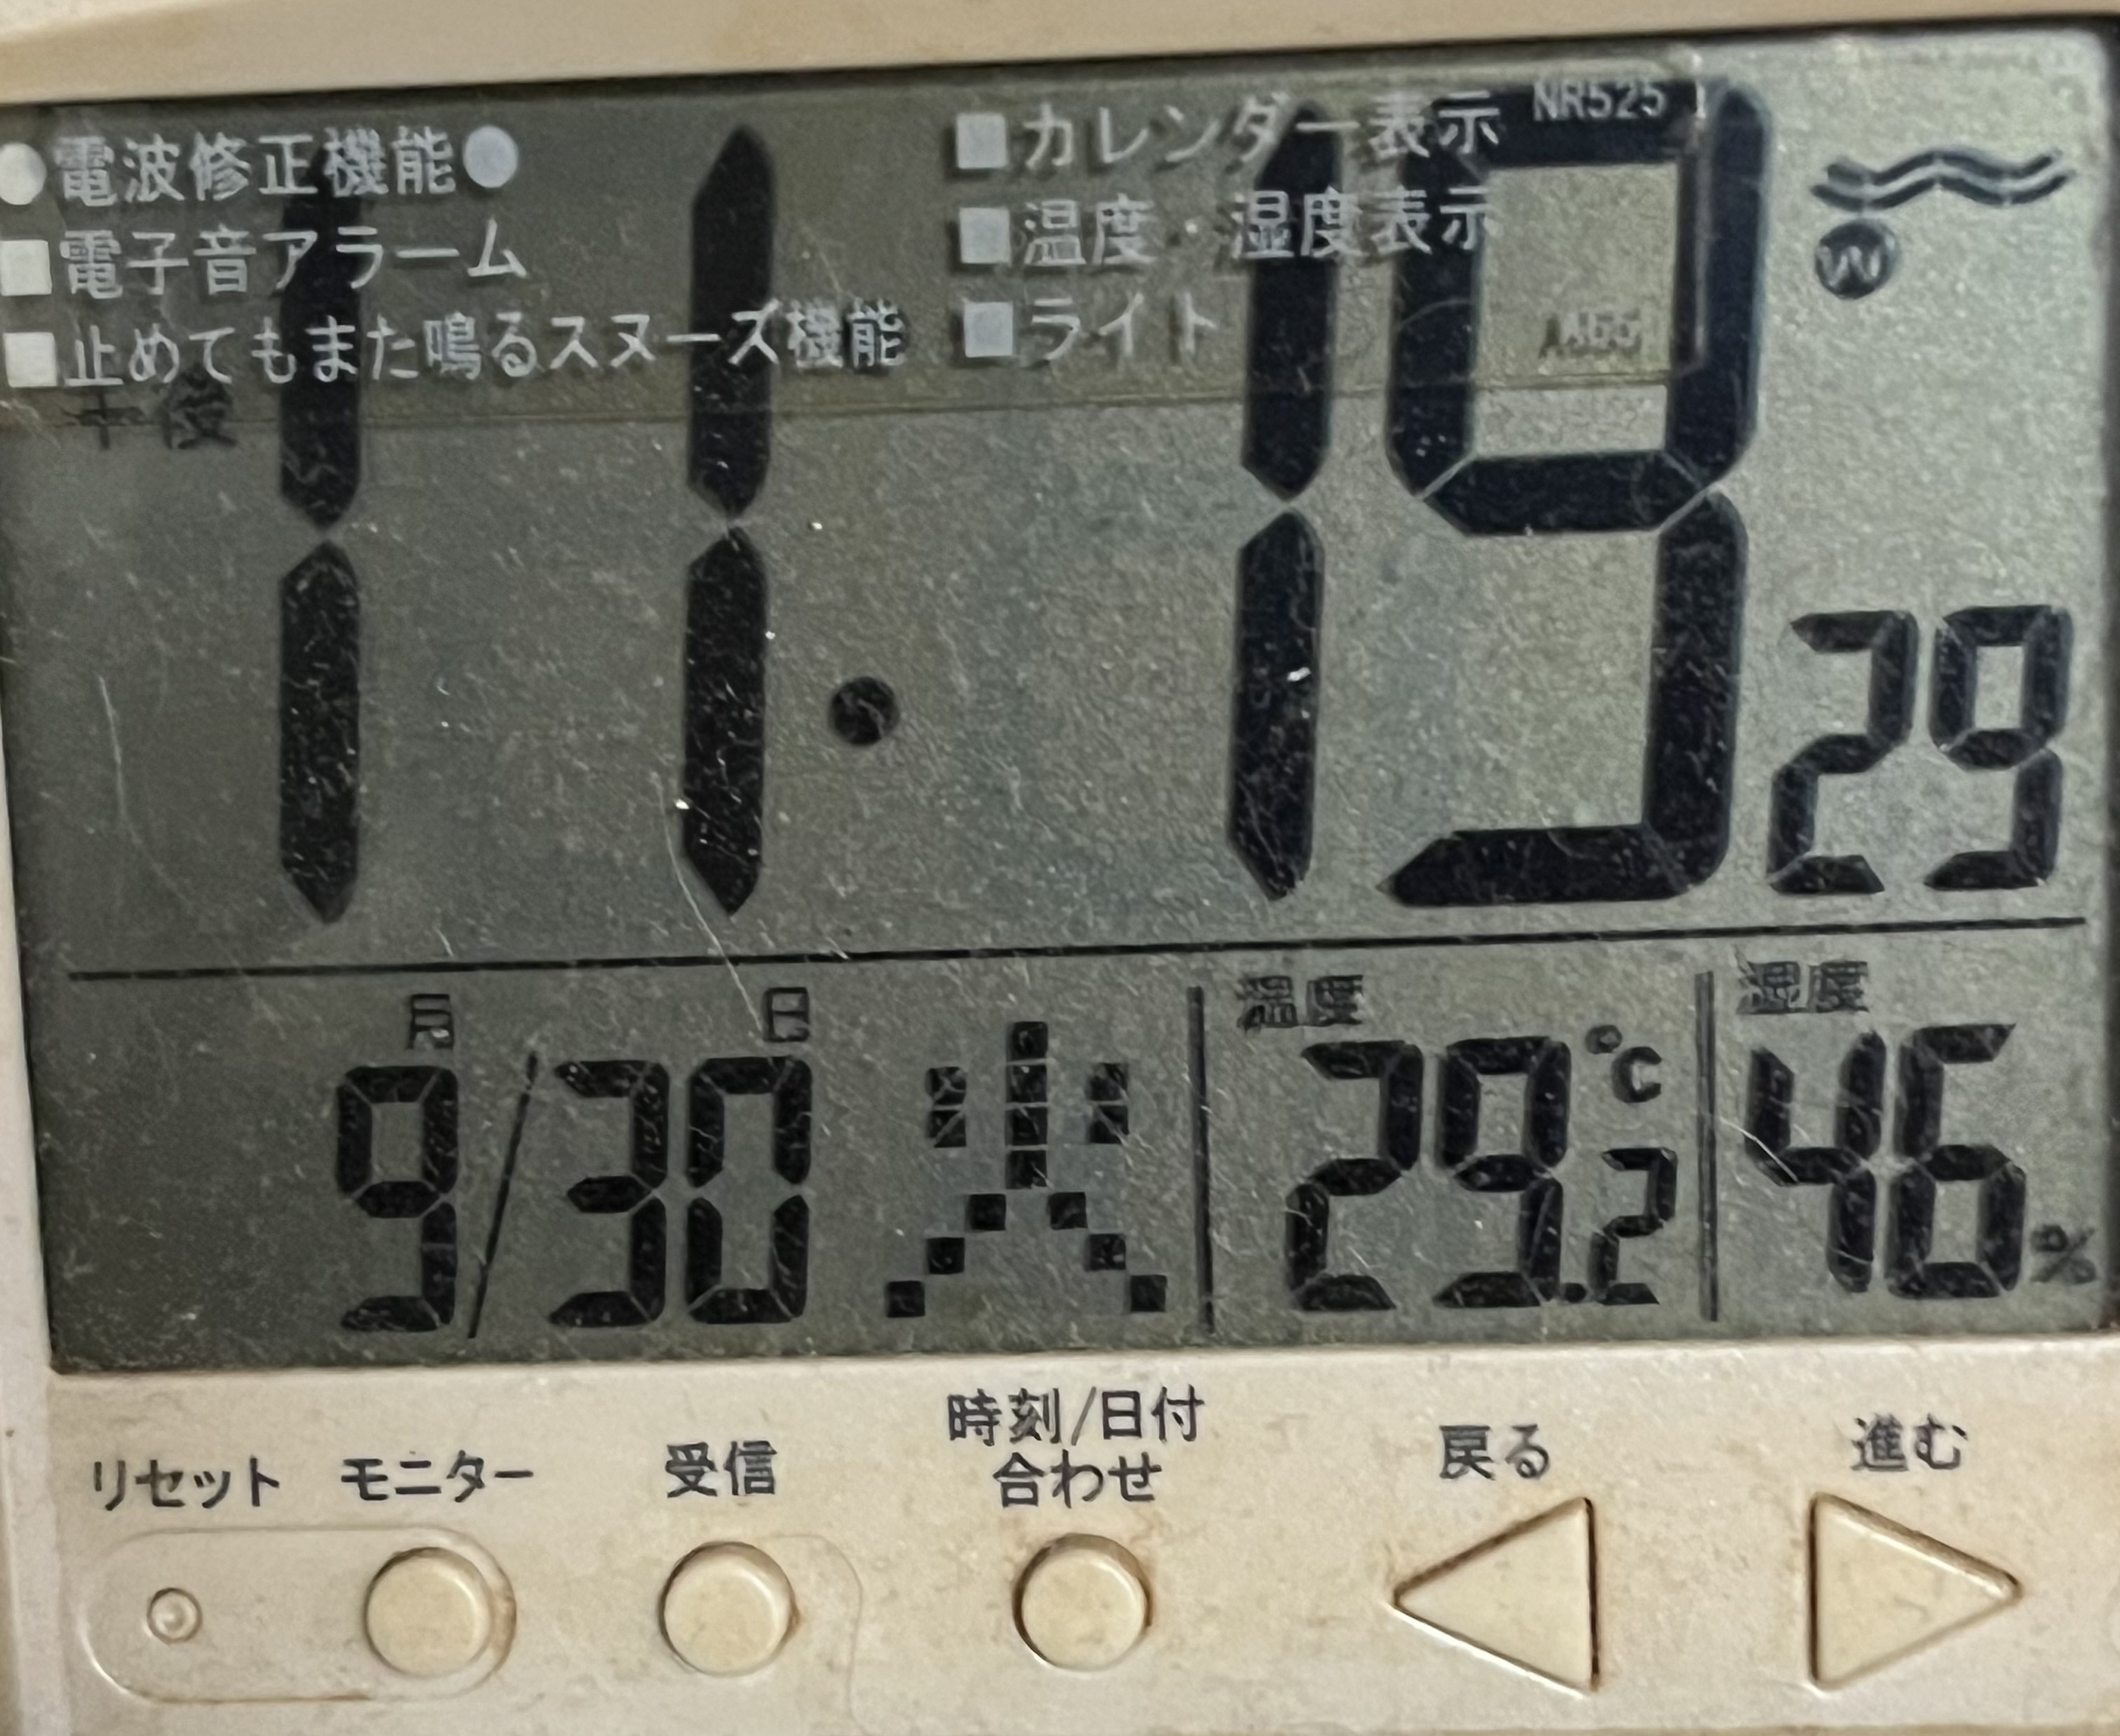 ●電波修正機能●
■電子音アラーム
■止めてもまた鳴るスヌーズ機能
■カレンダー表示
■温度・湿度表示
■ライト
NR525
午後
11:19 29
W
月 日
9/30 火
温度
29.2℃
湿度
46%
リセット
モニター
受信
時刻/日付
合わせ
戻る
進む